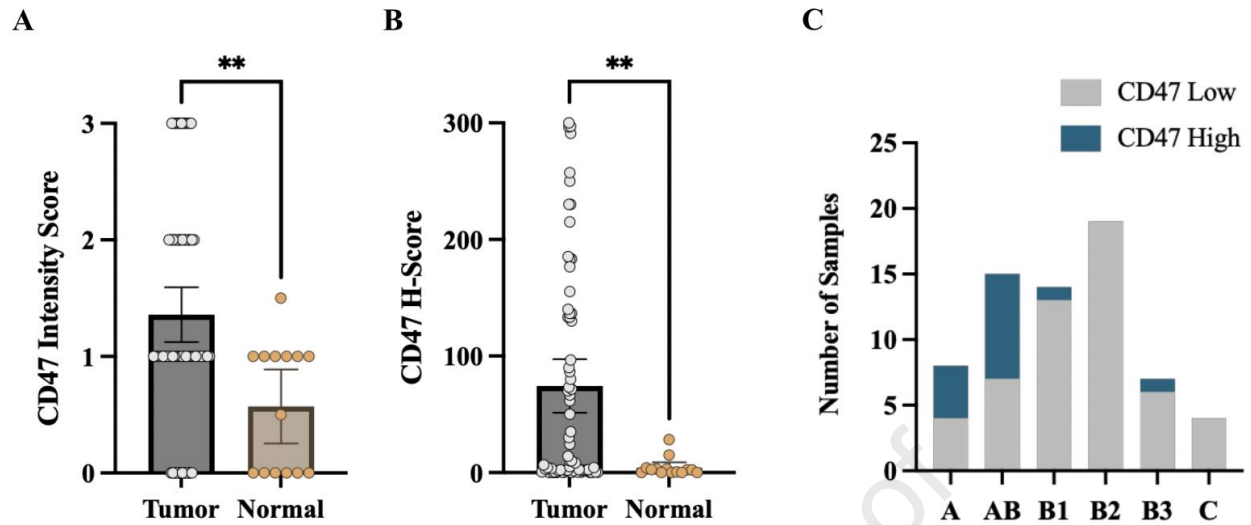 A
B
C
**
**
CD47 Intensity Score
3
2
1
0
Tumor Normal
CD47 H-Score
300
200
100
0
Tumor Normal
CD47 Low
CD47 High
Number of Samples
25
20
15
10
5
0
A AB B1 B2 B3 C